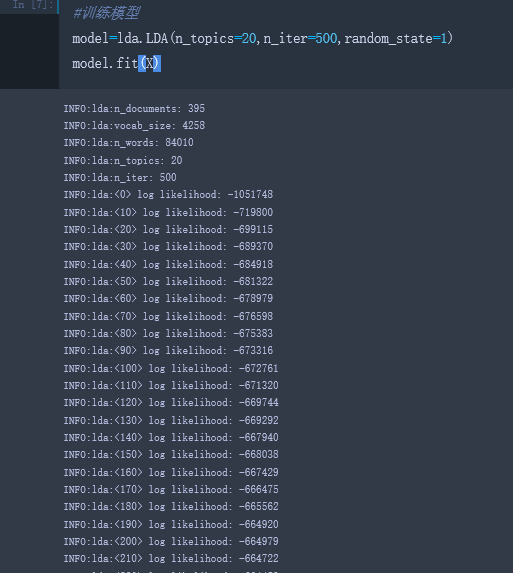 In [7]:
#训练模型
model=lda.LDA(n_topics=20,n_iter=500,random_state=1)
model.fit(X)
INFO:lda:n_documents: 395
INFO:lda:vocab_size: 4258
INFO:lda:n_words: 84010
INFO:lda:n_topics: 20
INFO:lda:n_iter: 500
INFO:lda:<0> log likelihood: -1051748
INFO:lda:<10> log likelihood: -719800
INFO:lda:<20> log likelihood: -699115
INFO:lda:<30> log likelihood: -689370
INFO:lda:<40> log likelihood: -684918
INFO:lda:<50> log likelihood: -681322
INFO:lda:<60> log likelihood: -678979
INFO:lda:<70> log likelihood: -676598
INFO:lda:<80> log likelihood: -675383
INFO:lda:<90> log likelihood: -673316
INFO:lda:<100> log likelihood: -672761
INFO:lda:<110> log likelihood: -671320
INFO:lda:<120> log likelihood: -669744
INFO:lda:<130> log likelihood: -669292
INFO:lda:<140> log likelihood: -667940
INFO:lda:<150> log likelihood: -668038
INFO:lda:<160> log likelihood: -667429
INFO:lda:<170> log likelihood: -666475
INFO:lda:<180> log likelihood: -665562
INFO:lda:<190> log likelihood: -664920
INFO:lda:<200> log likelihood: -664979
INFO:lda:<210> log likelihood: -664722